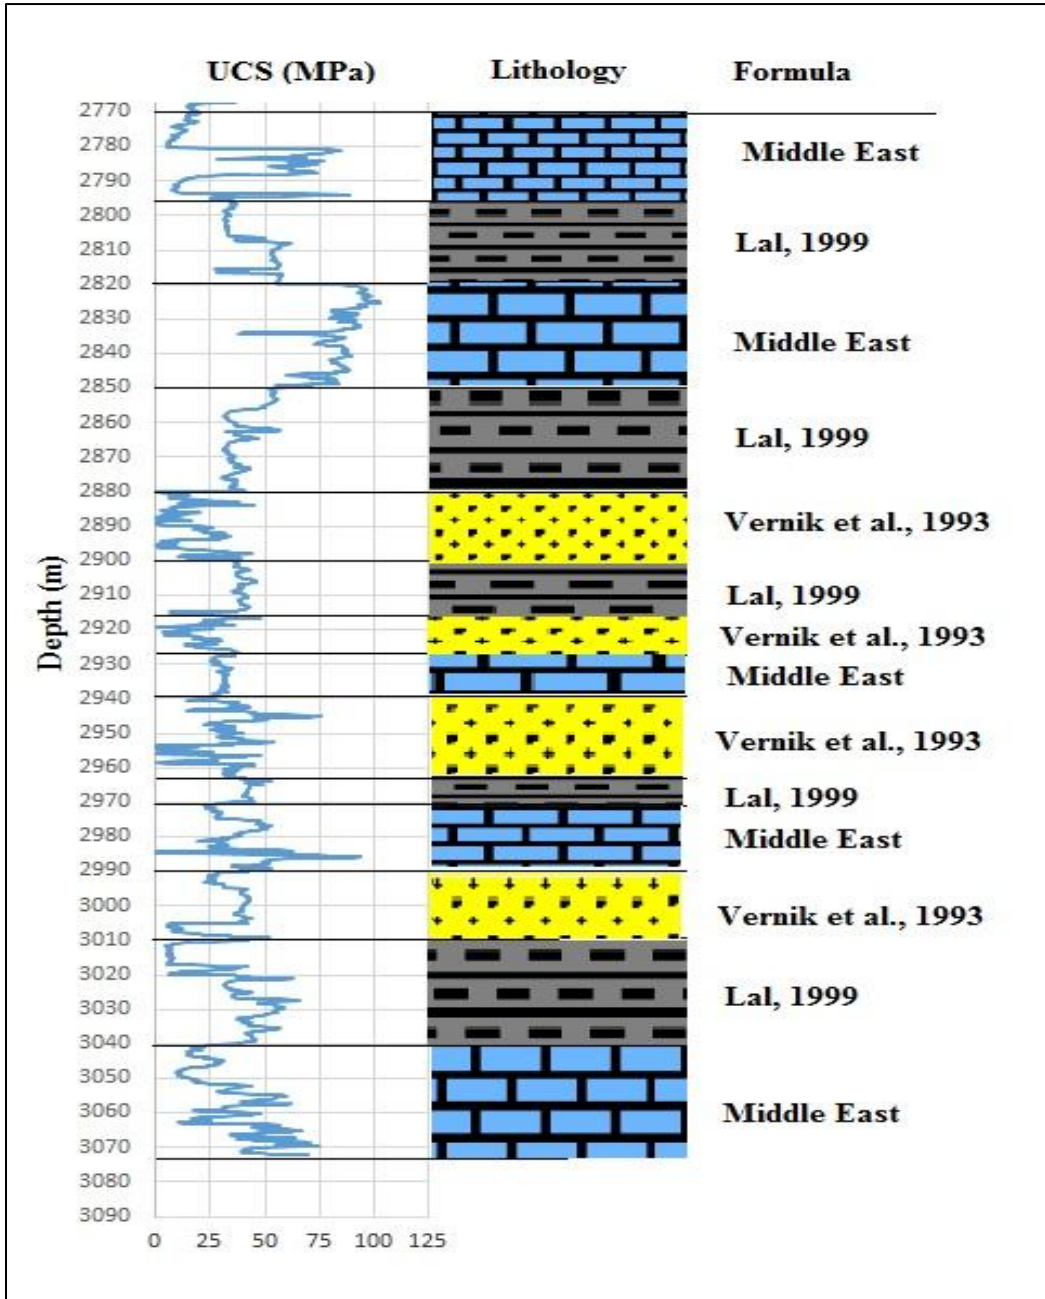 UCS (MPa) Lithology Formula
2770
2780
Middle East
2790
2800
Lal, 1999
2810
2820
2830
Middle East
2840
2850
2860
Lal, 1999
2870
2880
2890
Vernik et al., 1993
2900
2910
Lal, 1999
2920
Vernik et al., 1993
2930
Middle East
2940
2950
Vernik et al., 1993
2960
2970
Lal, 1999
2980
Middle East
2990
3000
Vernik et al., 1993
3010
3020
Lal, 1999
3030
3040
3050
3060
Middle East
3070
3080
3090
0 25 50 75 100 125
Depth (m)